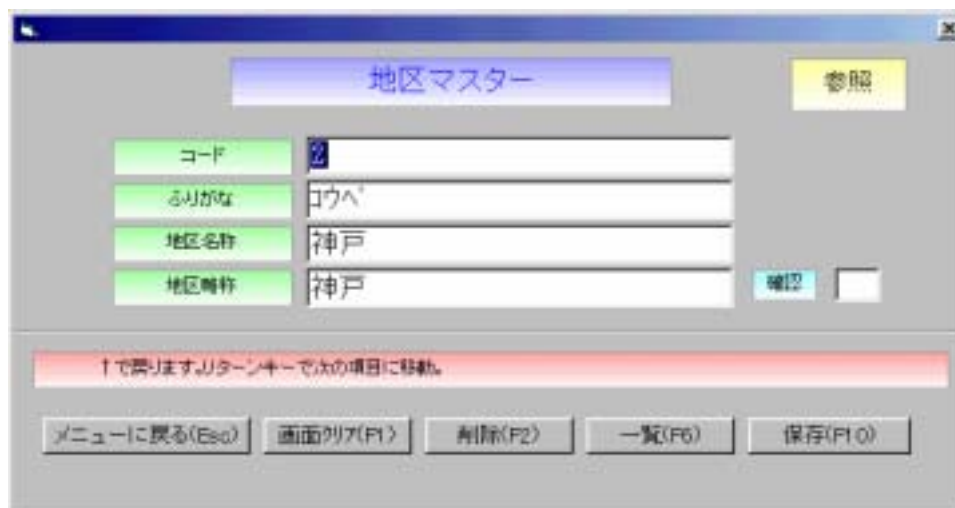 地区マスター
参照
コード
2
ふりがな
コウベ
地区名称
神戸
地区略称
神戸
確認
↑で戻ります。リターンキーで次の項目に移動。
メニューに戻る(Esc)
画面クリア(F1)
削除(F2)
一覧(F6)
保存(F10)